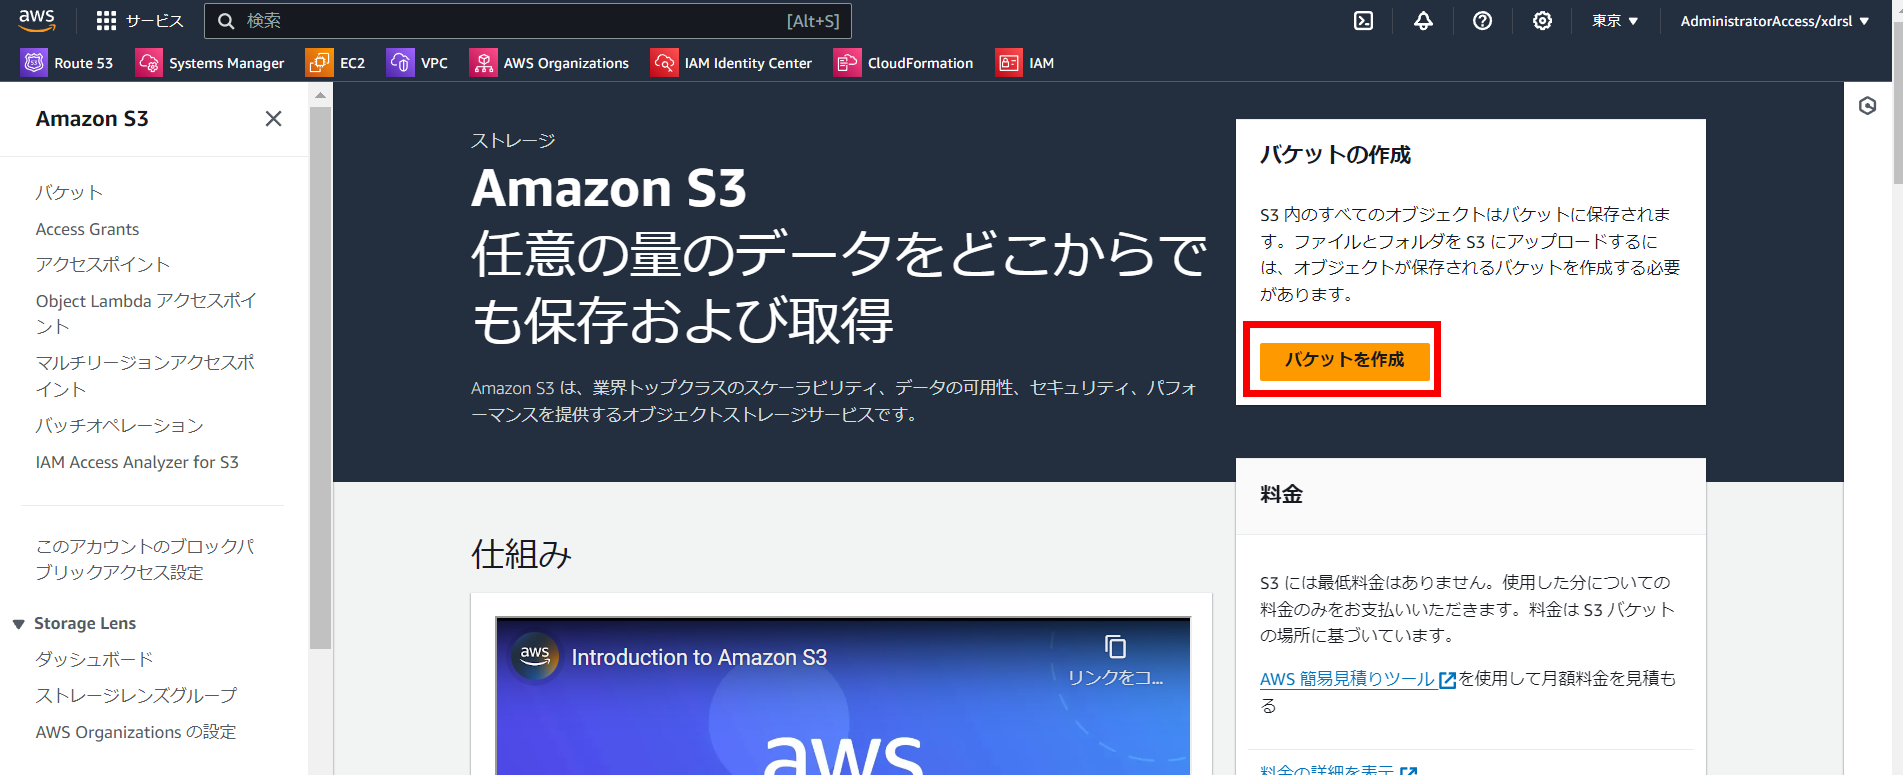 aws
サービス
検索
[Alt+S]
東京 ▼
AdministratorAccess/xdrsl ▼
Route 53
Systems Manager
EC2
VPC
AWS Organizations
IAM Identity Center
CloudFormation
IAM
Amazon S3
バケット
Access Grants
アクセスポイント
Object Lambda アクセスポイ
ント
マルチリージョンアクセスポ
イント
バッチオペレーション
IAM Access Analyzer for S3
このアカウントのブロックパ
ブリックアクセス設定
▼ Storage Lens
ダッシュボード
ストレージレンズグループ
AWS Organizations の設定
ストレージ
Amazon S3
任意の量のデータをどこからで
も保存および取得
Amazon S3 は、業界トップクラスのスケーラビリティ、データの可用性、セキュリティ、パフォ
ーマンスを提供するオブジェクトストレージサービスです。
バケットの作成
S3 内のすべてのオブジェクトはバケットに保存されま
す。ファイルとフォルダを S3 にアップロードするに
は、オブジェクトが保存されるバケットを作成する必要
があります。
バケットを作成
仕組み
aws
Introduction to Amazon S3
リンクをコ...
aws
料金
S3 には最低料金はありません。使用した分についての
料金のみをお支払いいただきます。料金は S3 バケット
の場所に基づいています。
AWS 簡易見積りツール を使用して月額料金を見積も
る
料金の詳細を表示